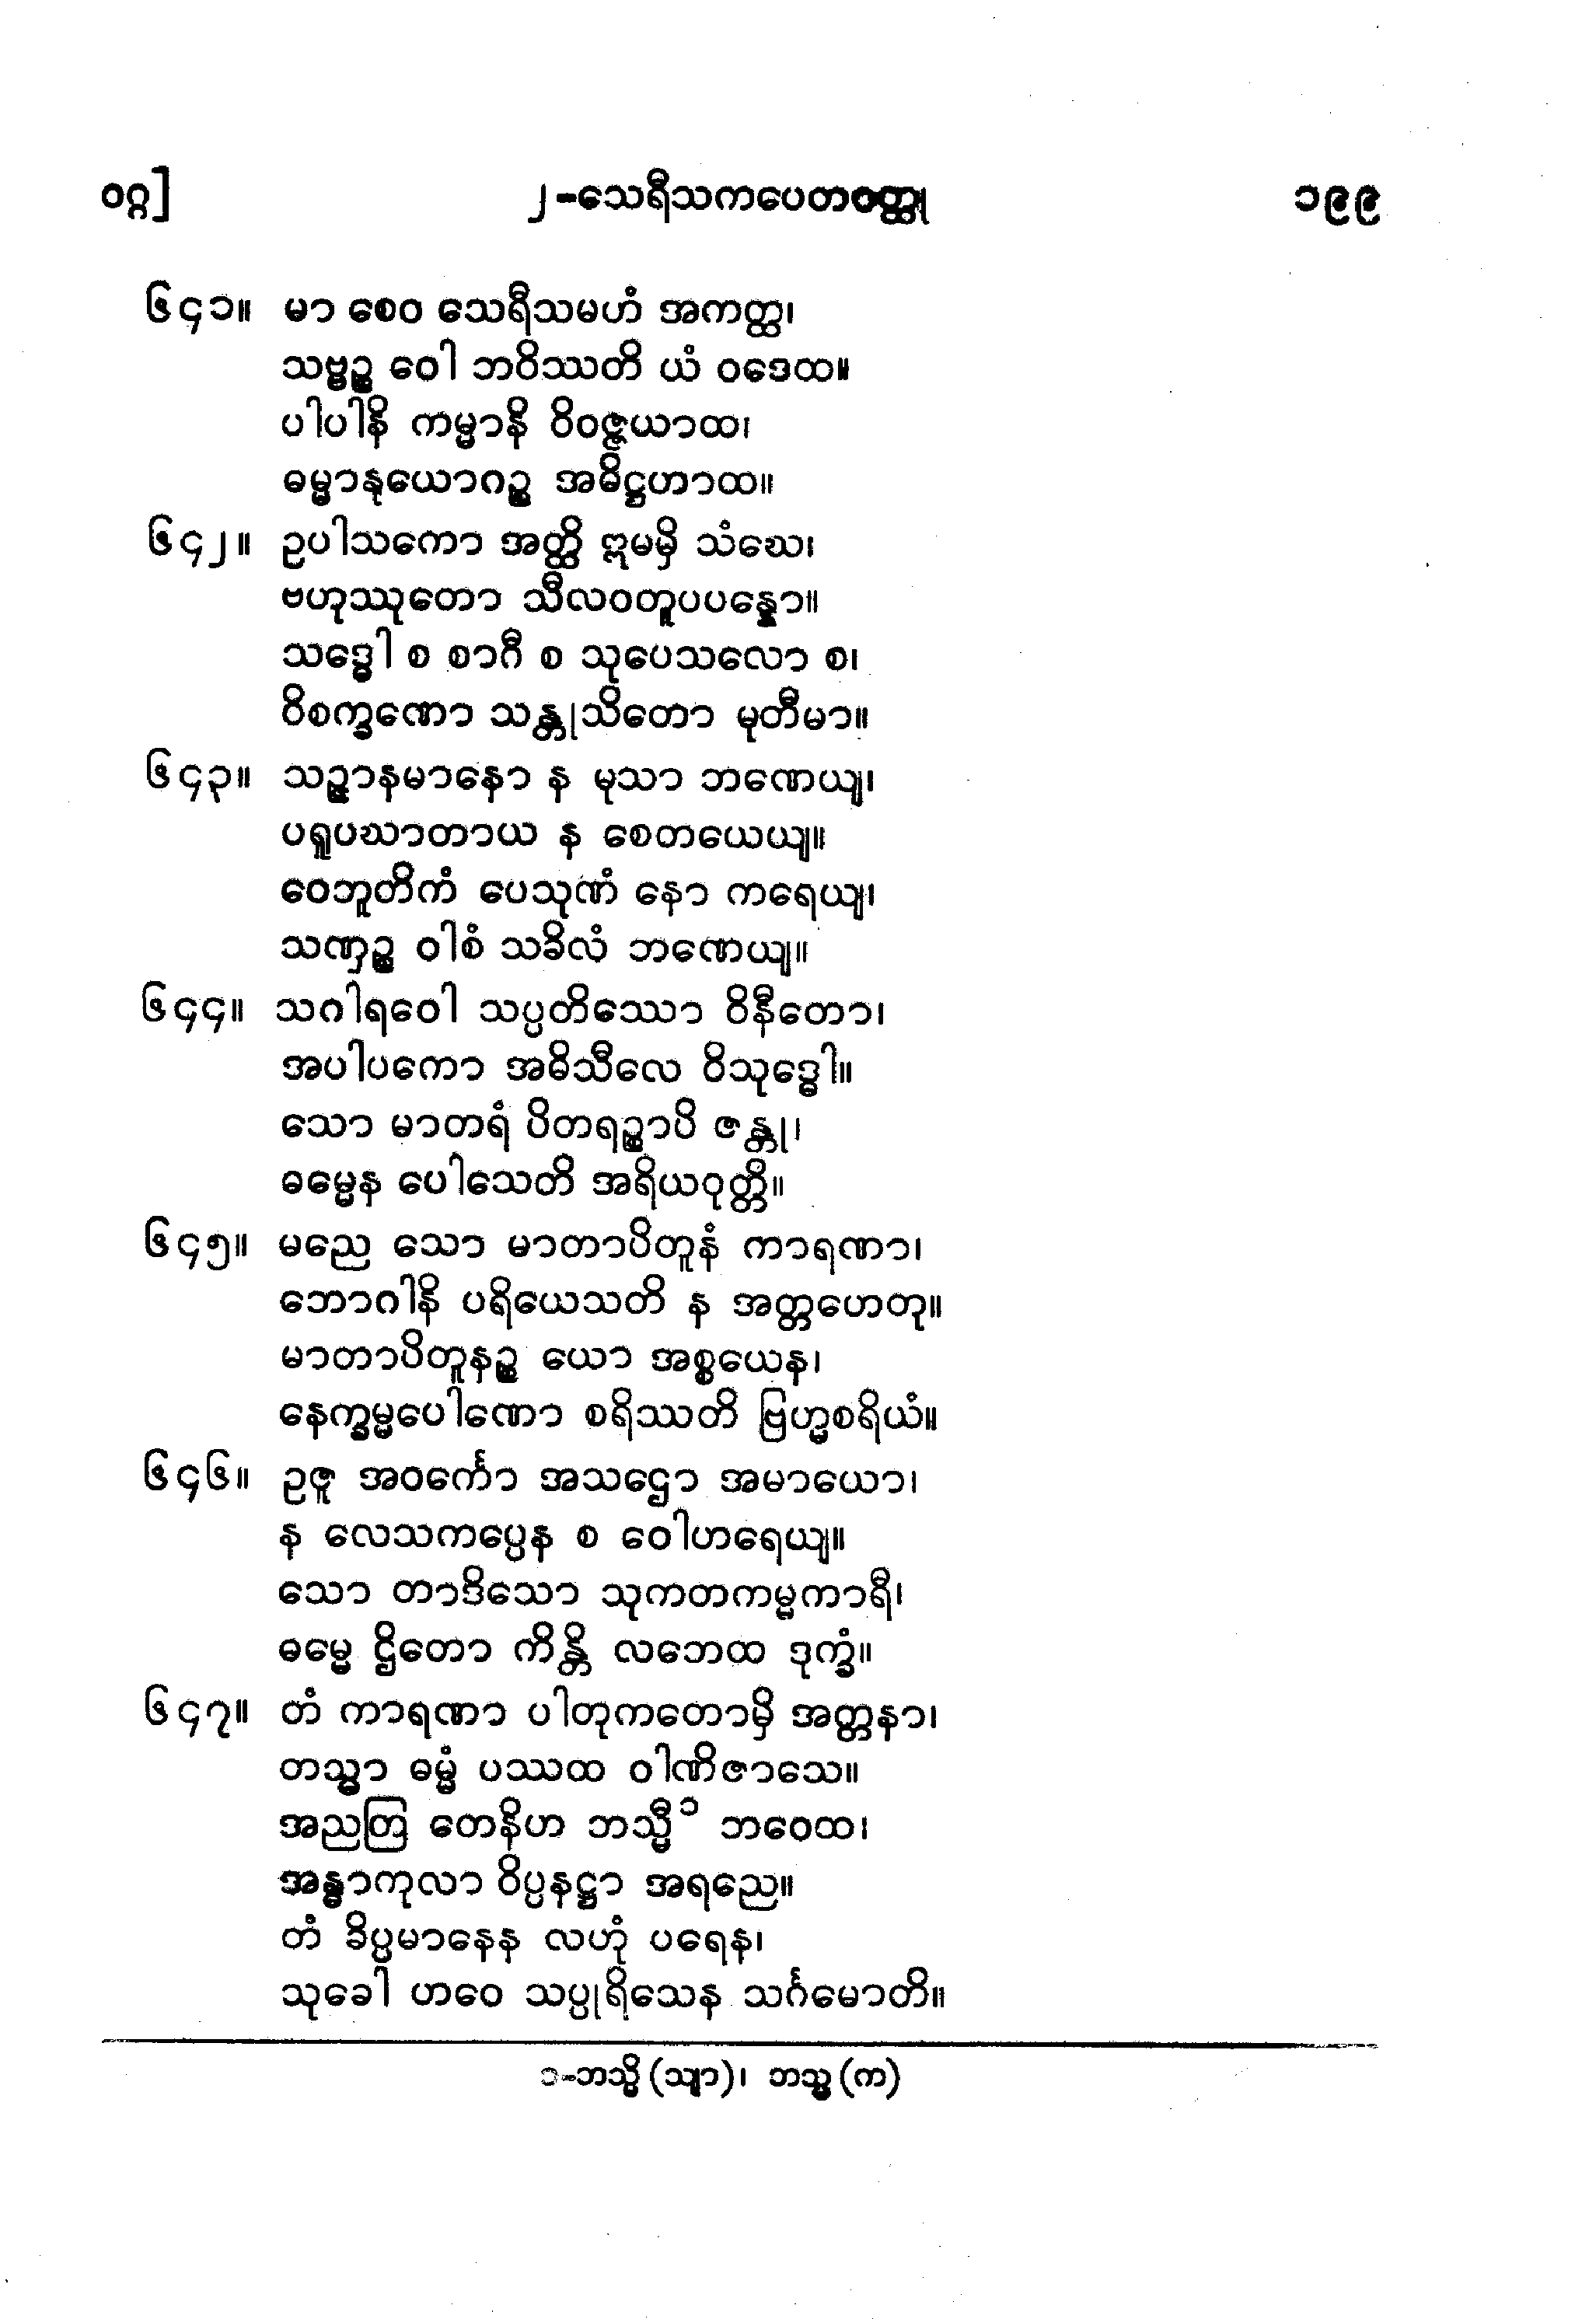 ဝဂ္ဂ]
၂-သေရီသကပေတဝတ္ထု
၁၉၉
၆၄၁။ မာ စေဝ သေရီသမဟံ အကတ္ထ၊
သဗ္ဗဉ္စ ဝေါ ဘဝိဿတိ ယံ ဝဒေထ။
ပါပါနိ ကမ္မာနိ ဝိဝဇ္ဇယာထ၊
ဓမ္မာနုယောဂဉ္စ အဓိဋ္ဌဟာထ။
၆၄၂။ ဥပါသကော အတ္ထိ ဣမမှိ သံဃေ၊
ဗဟုဿုတော သီလဝတူပပန္နော။
သဒ္ဓေါ စ စာဂီ စ သုပေသလော စ၊
ဝိစက္ခဏော သန္တုသိတော မုတီမာ။
၆၄၃။ သဉ္ဇာနမာနော န မုသာ ဘဏေယျ၊
ပရူပဃာတာယ န စေတယေယျ။
ဝေဘူတိကံ ပေသုဏံ နော ကရေယျ၊
သဏှဉ္စ ဝါစံ သခိလံ ဘဏေယျ။
၆၄၄။ သဂါရဝေါ သပ္ပတိဿော ဝိနီတော၊
အပါပကော အဓိသီလေ ဝိသုဒ္ဓေါ။
သော မာတရံ ပိတရဉ္စာပိ ဇန္တု၊
ဓမ္မေန ပေါသေတိ အရိယဝုတ္တိ။
၆၄၅။ မညေ သော မာတာပိတူနံ ကာရဏာ၊
ဘောဂါနိ ပရိယေသတိ န အတ္တဟေတု။
မာတာပိတူနဉ္စ ယော အစ္စယေန၊
နေက္ခမ္မပေါဏော စရိဿတိ ဗြဟ္မစရိယံ။
၆၄၆။ ဥဇူ အဝင်္ကော အသဌော အမာယော၊
န လေသကပ္ပေန စ ဝေါဟရေယျ။
သော တာဒိသော သုကတကမ္မကာရီ၊
ဓမ္မေ ဌိတော ကိန္တိ လဘေထ ဒုက္ခံ။
၆၄၇။ တံ ကာရဏာ ပါတုကတောမှိ အတ္တနာ၊
တသ္မာ ဓမ္မံ ပဿထ ဝါဏိဇာသေ။
အညတြ တေနိဟ ဘသ္မီ ၁ ဘဝေထ၊
အန္ဓာကုလာ ဝိပ္ပနဋ္ဌာ အရညေ။
တံ ခိပ္ပမာနေန လဟုံ ပရေန၊
သုခေါ ဟဝေ သပ္ပုရိသေန သင်္ဂမောတိ။
၁-ဘသ္မိ (သျာ)၊ ဘသ္မ (က)